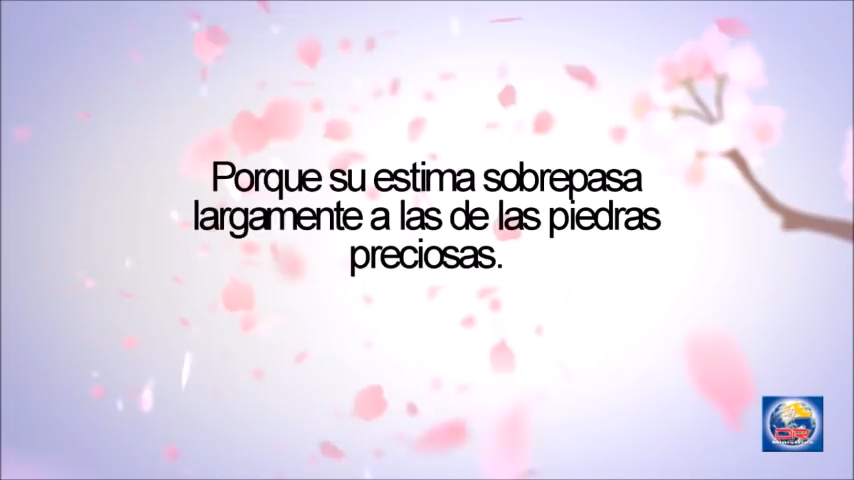 Porque su estima sobrepasa
largamente a las de las piedras
preciosas.